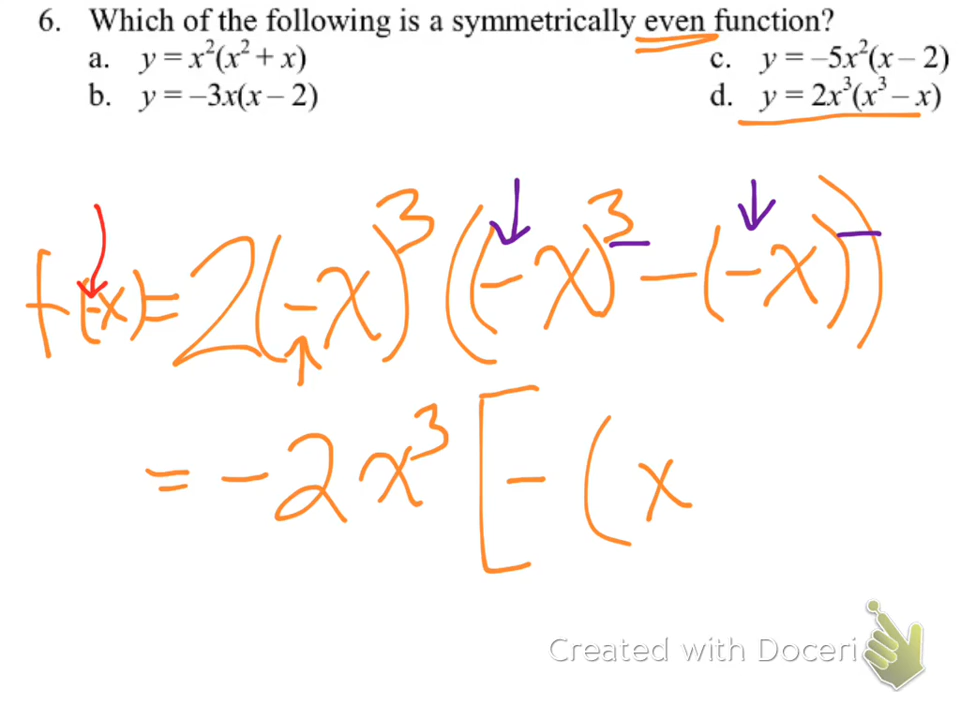 6. Which of the following is a symmetrically even function?
a. y = x²(x² + x)
c. y = –5x²(x – 2)
b. y = –3x(x – 2)
d. y = 2x³(x³ – x)
f(-x) = 2(-x)³((-x)³ - (-x))
= -2x³[-(x
Created with Doceri